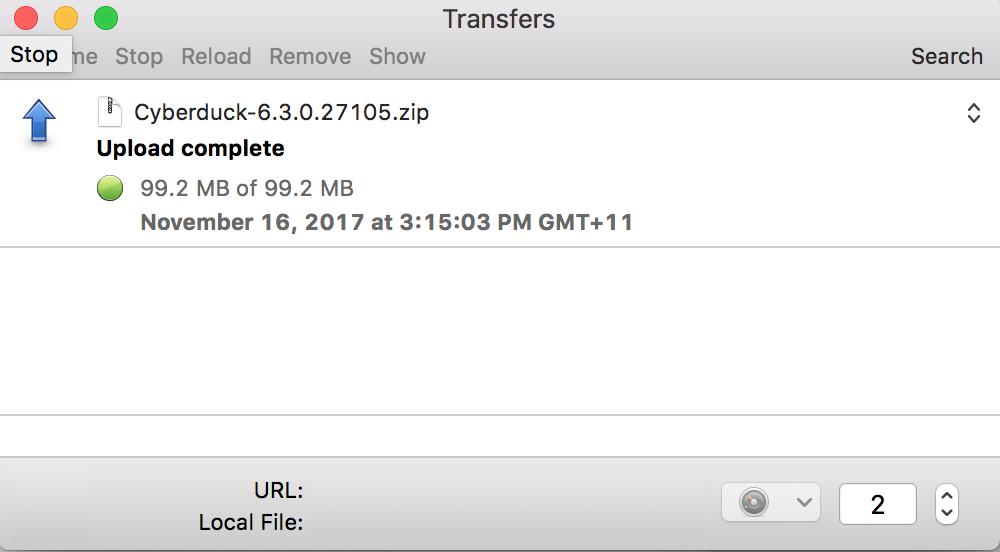 Transfers
Stop me Stop Reload Remove Show Search
Cyberduck-6.3.0.27105.zip
Upload complete
99.2 MB of 99.2 MB
November 16, 2017 at 3:15:03 PM GMT+11
URL:
2
Local File: